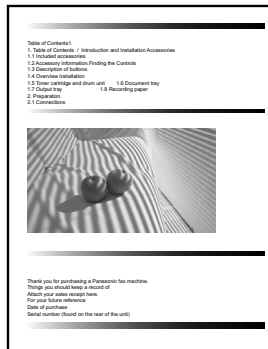 Table of Contents1.
1. Table of Contents / Introduction and Installation Accessories
1.1 Included accessories.
1.2 Accessory information Finding the Controls
1.3 Description of buttons.
1.4 Overview Installation
1.5 Toner cartridge and drum unit 1.6 Document tray
1.7 Output tray 1.8 Recording paper
2. Preparation
2.1 Connections
Thank you for purchasing a Panasonic fax machine.
Things you should keep a record of
Attach your sales receipt here.
For your future reference
Date of purchase
Serial number (found on the rear of the unit)